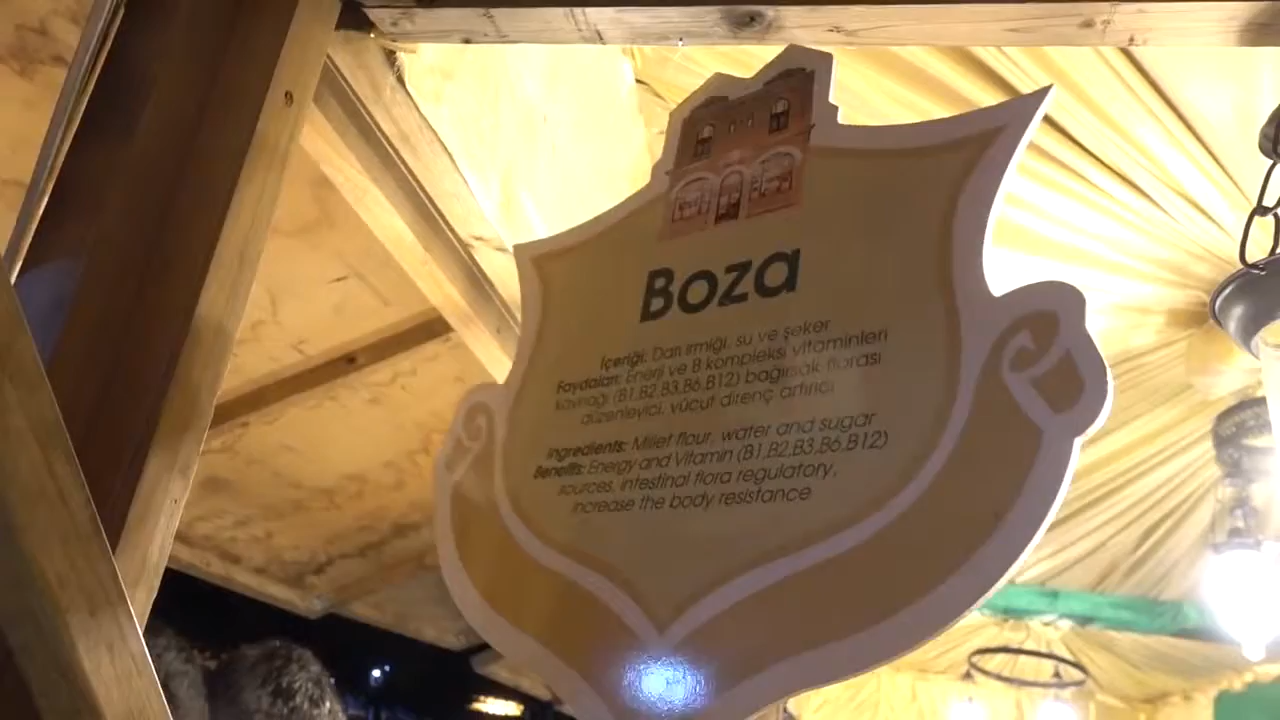 Boza
İçeriği: Darı irmiği, su ve şeker
Faydaları: Enerji ve B kompleksi vitaminleri
kaynağı (B1,B2,B3,B6,B12) bağırsak florası
düzenleyici, vücut direnç artırıcı
Ingredients: Millet flour, water and sugar
Benefits: Energy and Vitamin (B1,B2,B3,B6,B12)
sources, intestinal flora regulatory,
increase the body resistance